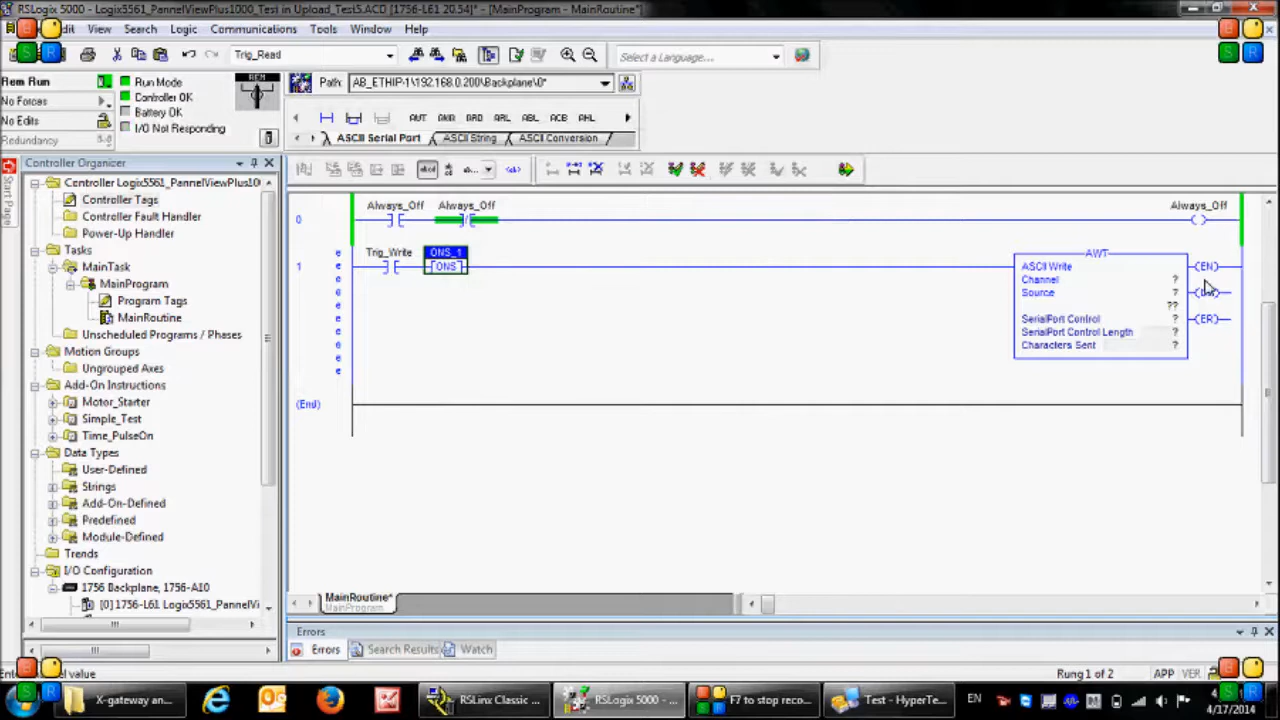 RSLogix 5000 - Logix5561_PannelViewPlus1000_Test in Upload_Test5.ACD [1756-L61 20.54]* - [MainProgram - MainRoutine*]
Search Logic Communications Tools Window Help
Trig_Read
Select a Language...
Rem Run
Run Mode
REM
Path: AB_ETHIP-1\192.168.0.200\Backplane\0*
No Forces
Controller OK
No Edits
Battery OK
Redundancy
I/O Not Responding
AWT AWA ARD ARL ABL ACB AHL
ASCII Serial Port ASCII String ASCII Conversion
Controller Organizer
Start Page
Controller Logix5561_PannelViewPlus10
Controller Tags
Controller Fault Handler
Power-Up Handler
Tasks
MainTask
MainProgram
Program Tags
MainRoutine
Unscheduled Programs / Phases
Motion Groups
Ungrouped Axes
Add-On Instructions
Motor_Starter
Simple_Test
Time_PulseOn
Data Types
User-Defined
Strings
Add-On-Defined
Predefined
Module-Defined
Trends
I/O Configuration
1756 Backplane, 1756-A10
[0] 1756-L61 Logix5561_PannelVi
Always_Off Always_Off Always_Off
0
Trig_Write ONS_1 AWT
1 ONS ASCII Write EN
Channel ?
Source ?
??
SerialPort Control ? ER
SerialPort Control Length ?
Characters Sent ?
e
e
e
e
e
e
e
e
e
e
(End)
MainRoutine*
MainProgram
Errors
Errors Search Results Watch
Rung 1 of 2 APP VER
X-gateway an... RSLinx Classic ... RSLogix 5000 - ... F7 to stop reco... Test - HyperTe... EN
4/17/2014